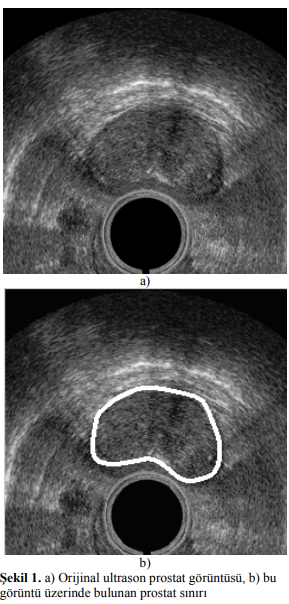 a)
b)
Şekil 1. a) Orijinal ultrason prostat görüntüsü, b) bu
görüntü üzerinde bulunan prostat sınırı